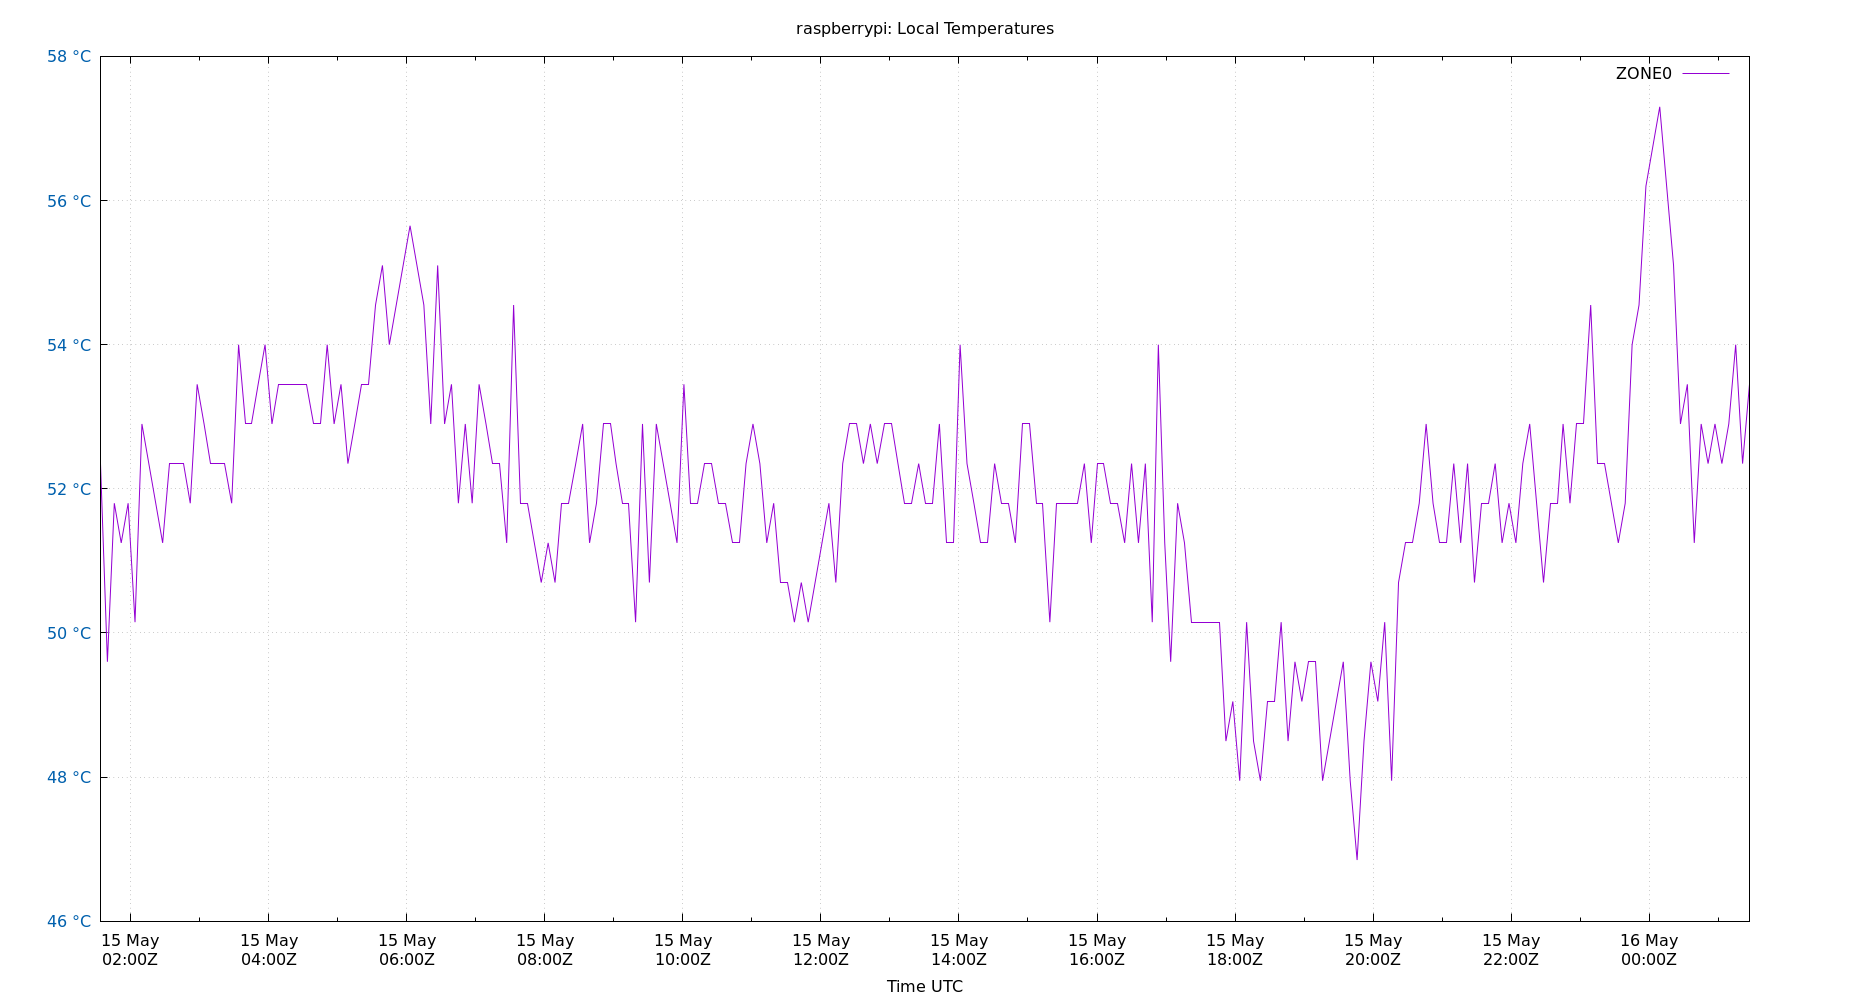 raspberrypi: Local Temperatures
58 °C
ZONE0
56 °C
54 °C
52 °C
50 °C
48 °C
46 °C
15 May 15 May 15 May 15 May 15 May 15 May 15 May 15 May 15 May 15 May 15 May 16 May
02:00Z 04:00Z 06:00Z 08:00Z 10:00Z 12:00Z 14:00Z 16:00Z 18:00Z 20:00Z 22:00Z 00:00Z
Time UTC